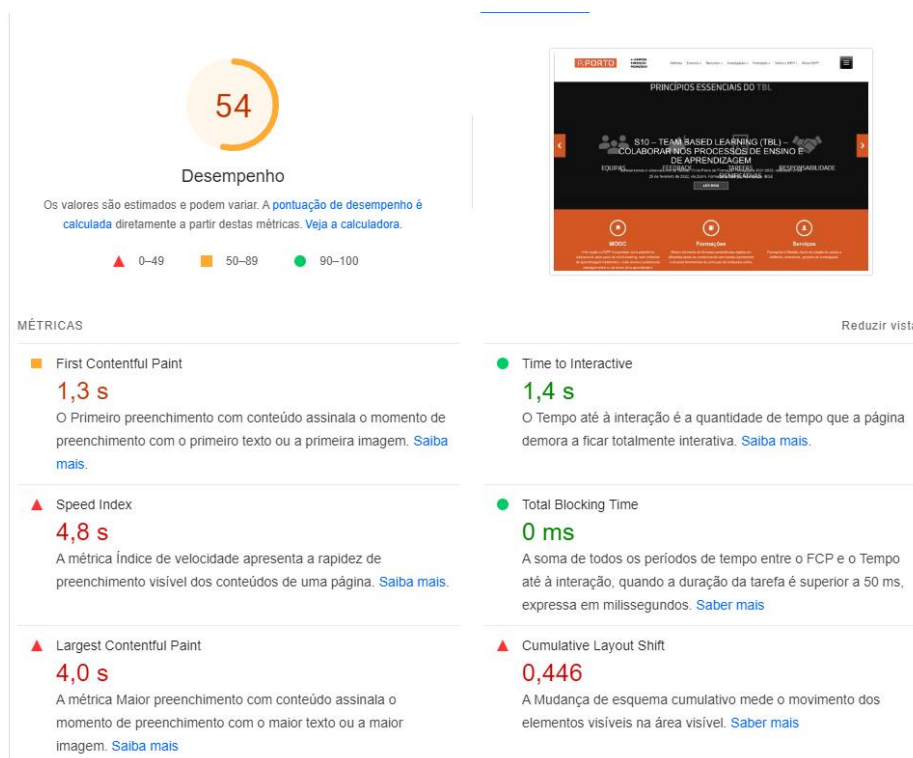 54
Desempenho
Os valores são estimados e podem variar. A pontuação de desempenho é
calculada diretamente a partir destas métricas. Veja a calculadora.
0–49
50–89
90–100
P.PORTO
PRINCÍPIOS ESSENCIAIS DO TBL
S10 – TEAM BASED LEARNING (TBL) –
COLABORAR NOS PROCESSOS DE ENSINO E
DE APRENDIZAGEM
EQUIPAS
FEEDBACK
TAREFAS
RESPONSABILIDADE
LER MAIS
MOOC
Formações
Serviços
MÉTRICAS
Reduzir vista
First Contentful Paint
1,3 s
O Primeiro preenchimento com conteúdo assinala o momento de
preenchimento com o primeiro texto ou a primeira imagem. Saiba
mais.
Time to Interactive
1,4 s
O Tempo até à interação é a quantidade de tempo que a página
demora a ficar totalmente interativa. Saiba mais.
Speed Index
4,8 s
A métrica Índice de velocidade apresenta a rapidez de
preenchimento visível dos conteúdos de uma página. Saiba mais.
Total Blocking Time
0 ms
A soma de todos os períodos de tempo entre o FCP e o Tempo
até à interação, quando a duração da tarefa é superior a 50 ms,
expressa em milissegundos. Saber mais
Largest Contentful Paint
4,0 s
A métrica Maior preenchimento com conteúdo assinala o
momento de preenchimento com o maior texto ou a maior
imagem. Saiba mais
Cumulative Layout Shift
0,446
A Mudança de esquema cumulativo mede o movimento dos
elementos visíveis na área visível. Saber mais